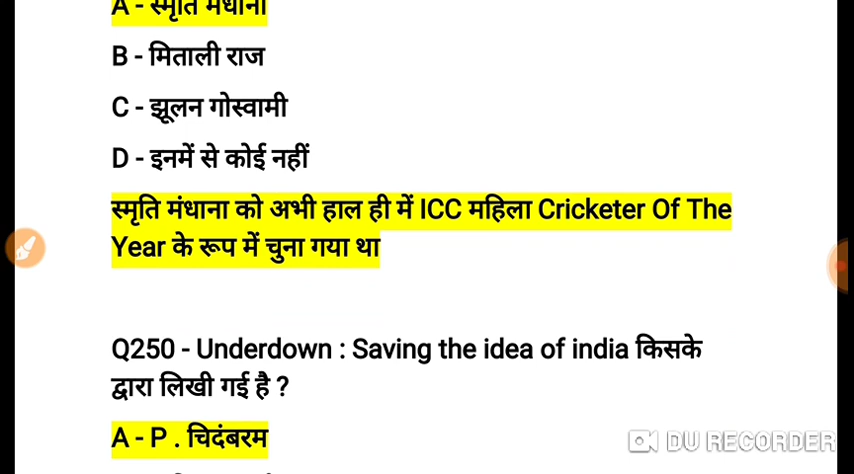 A - स्मृति मंधाना
B - मिताली राज
C - झूलन गोस्वामी
D - इनमें से कोई नहीं
स्मृति मंधाना को अभी हाल ही में ICC महिला Cricketer Of The
Year के रूप में चुना गया था
Q250 - Underdown : Saving the idea of india किसके
द्वारा लिखी गई है ?
A - P . चिदंबरम
DU RECORDER